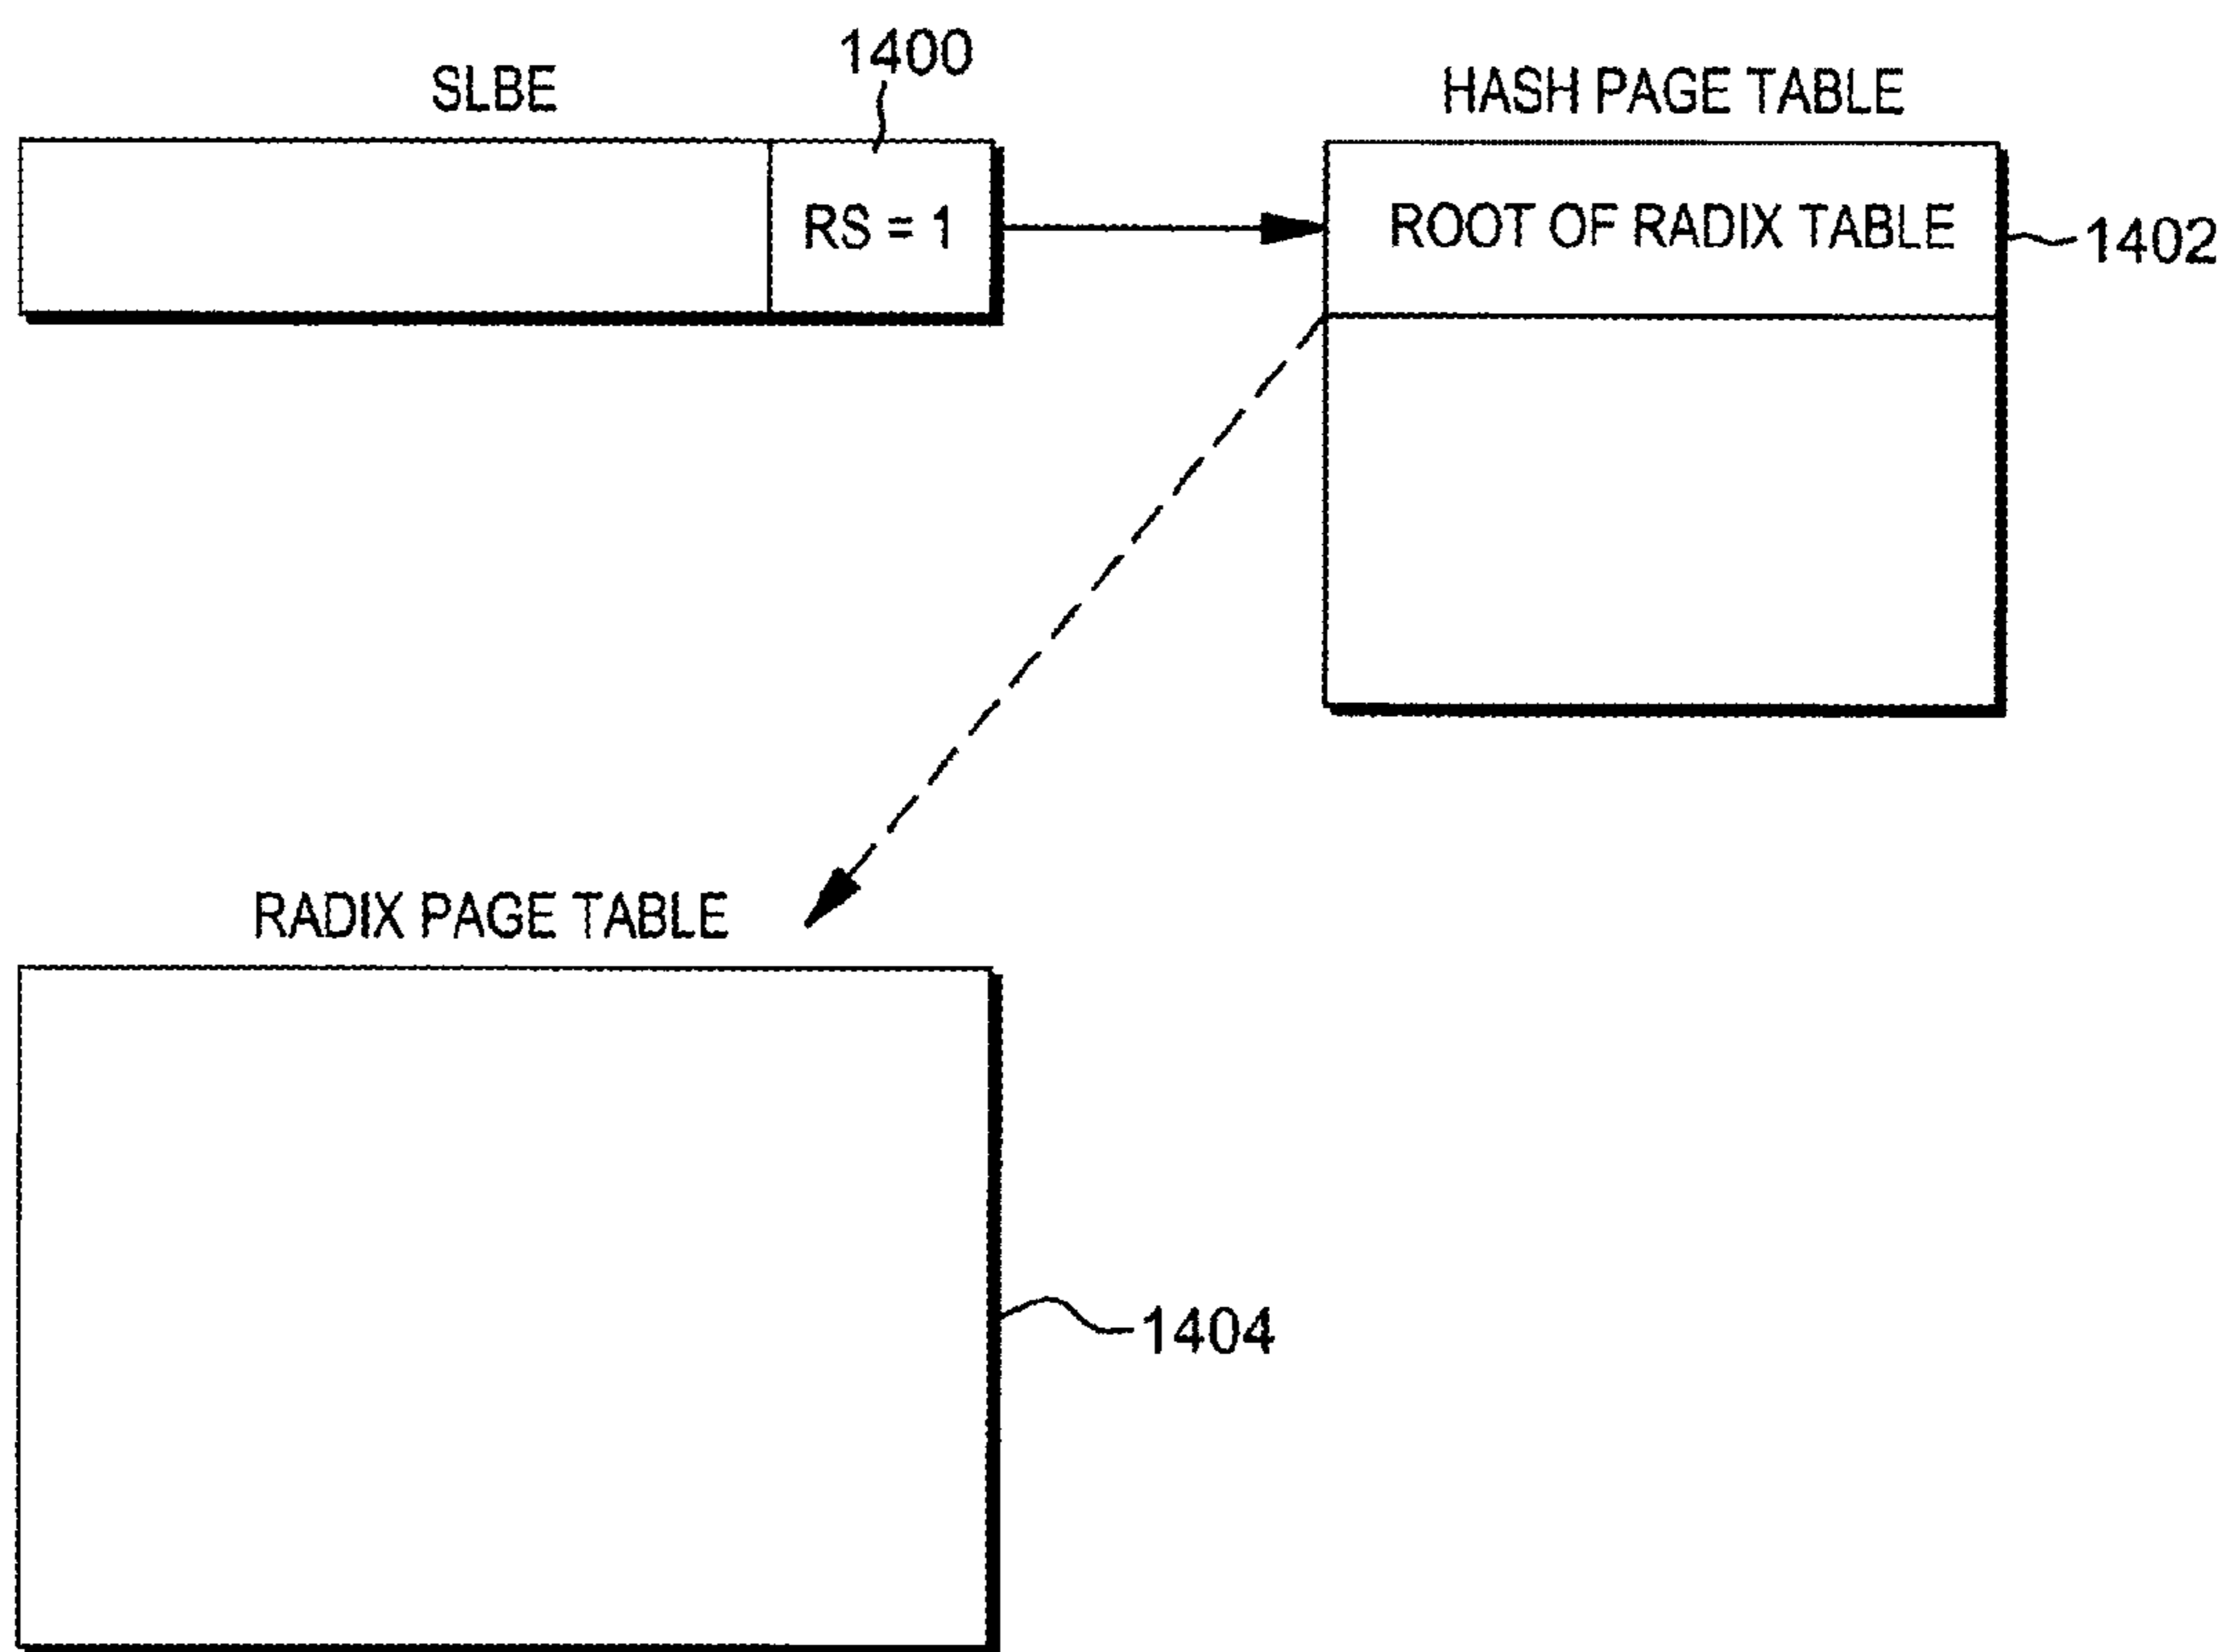 1400
SLBE
HASH PAGE TABLE
RS = 1
ROOT OF RADIX TABLE
1402
RADIX PAGE TABLE
1404